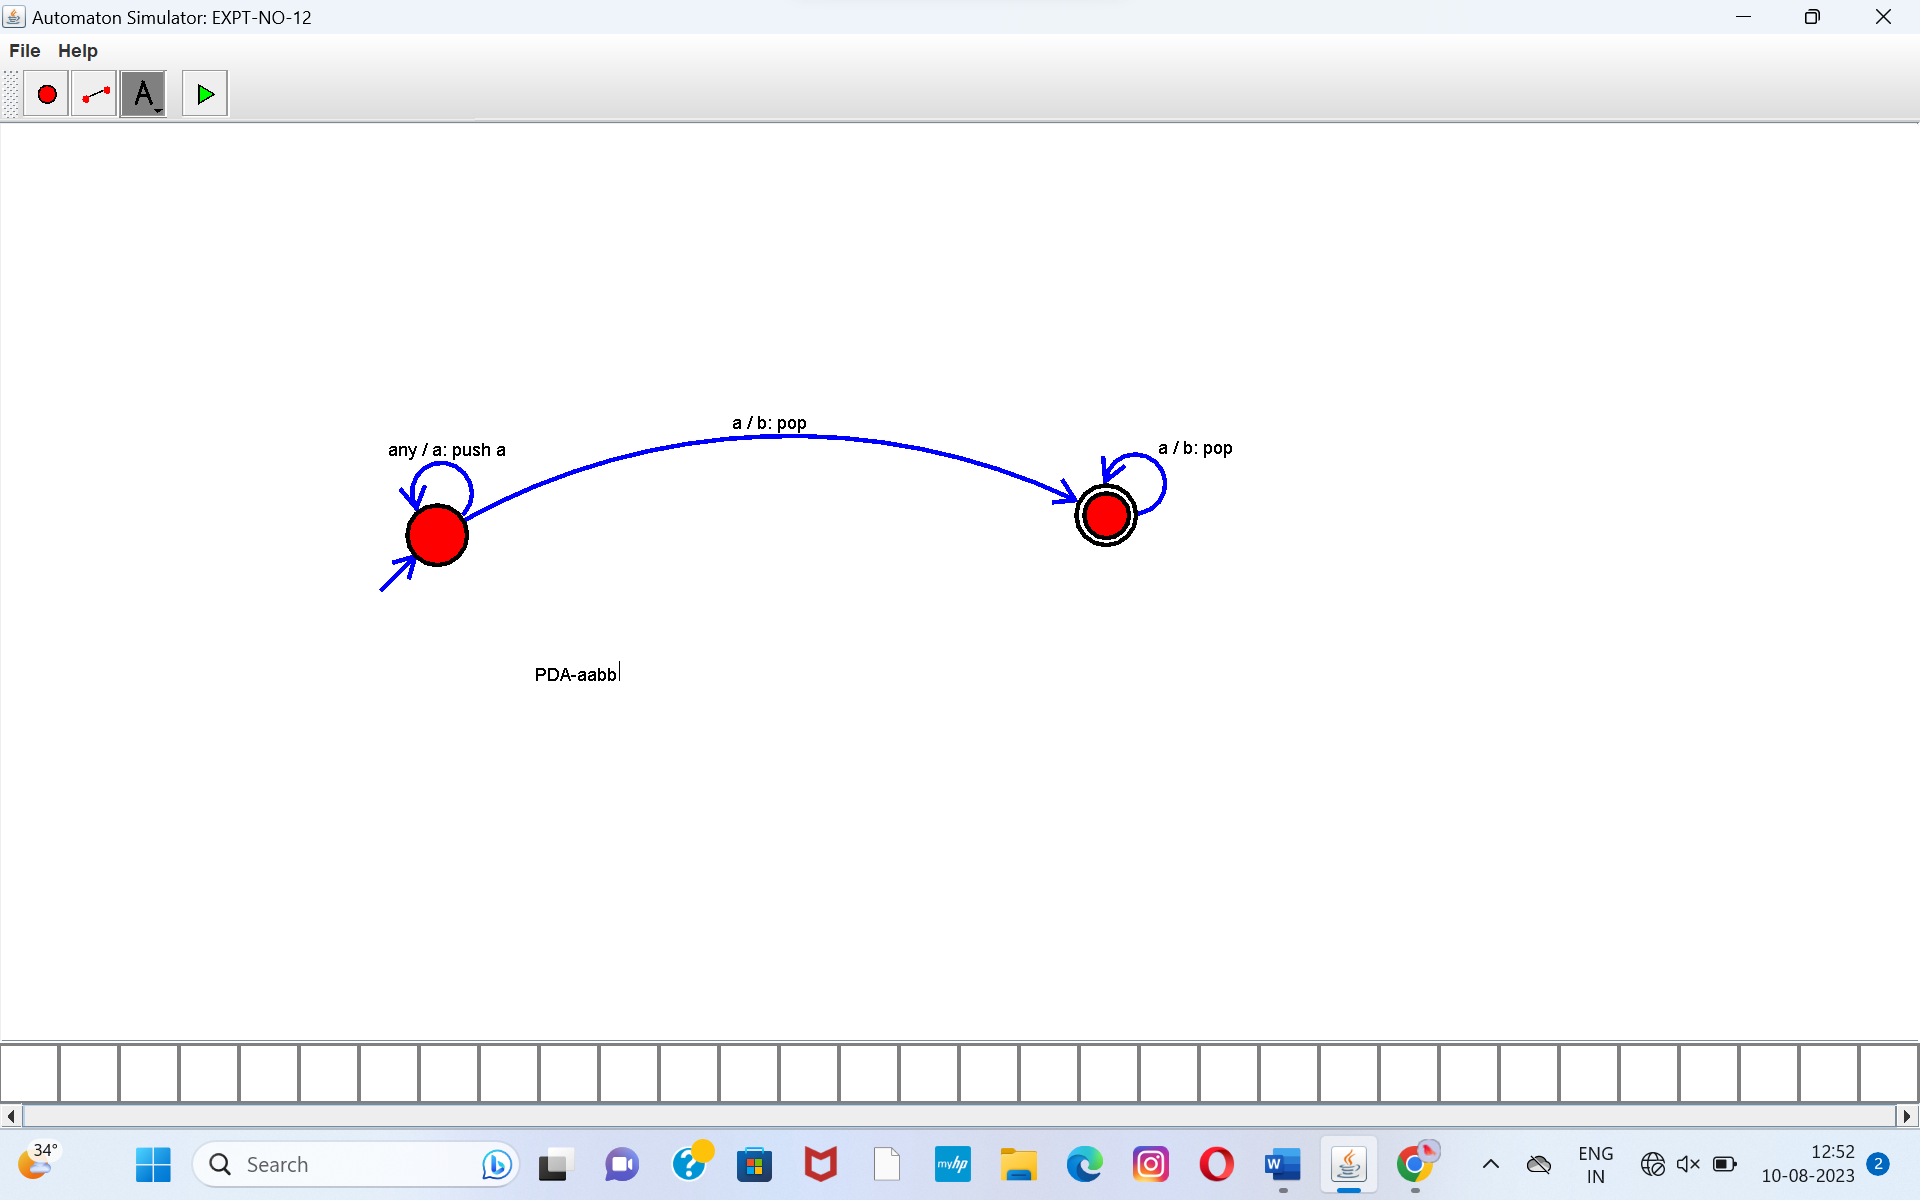 Automaton Simulator: EXPT-NO-12
File Help
A
a / b: pop
any / a: push a
a / b: pop
PDA-aabb
34°
Search
myhp
W
ENG
IN
12:52
10-08-2023
2